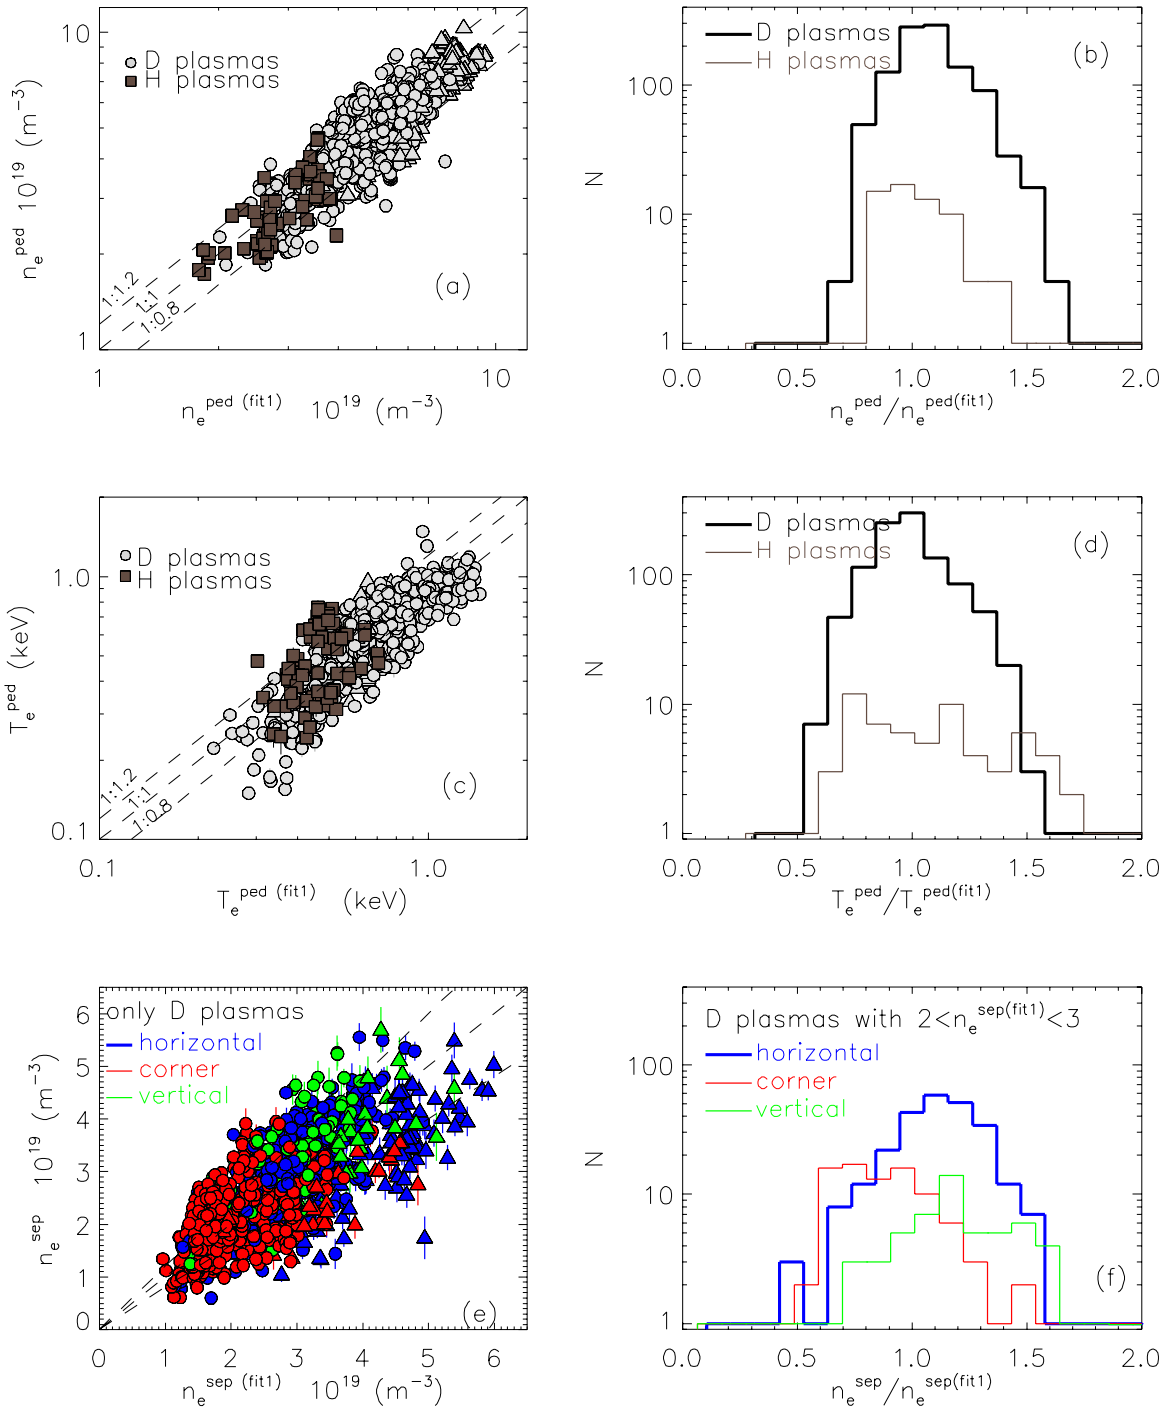 10
D plasmas
H plasmas
n_e^ped 10^19 (m^-3)
1:1.2
1:1
1:0.8
(a)
1
1
10
n_e^ped (fit1) 10^19 (m^-3)
D plasmas
H plasmas
(b)
100
10
1
N
0.0 0.5 1.0 1.5 2.0
n_e^ped/n_e^ped(fit1)
D plasmas
H plasmas
1.0
T_e^ped (keV)
1:1.2
1:1
1:0.8
(c)
0.1
0.1
1.0
T_e^ped (fit1) (keV)
D plasmas
H plasmas
(d)
100
10
1
N
0.0 0.5 1.0 1.5 2.0
T_e^ped/T_e^ped(fit1)
only D plasmas
horizontal
corner
vertical
6
5
4
3
2
1
0
n_e^sep 10^19 (m^-3)
(e)
0 1 2 3 4 5 6
n_e^sep (fit1) 10^19 (m^-3)
D plasmas with 2<n_e^sep(fit1)<3
horizontal
corner
vertical
100
10
1
N
(f)
0.0 0.5 1.0 1.5 2.0
n_e^sep/n_e^sep(fit1)